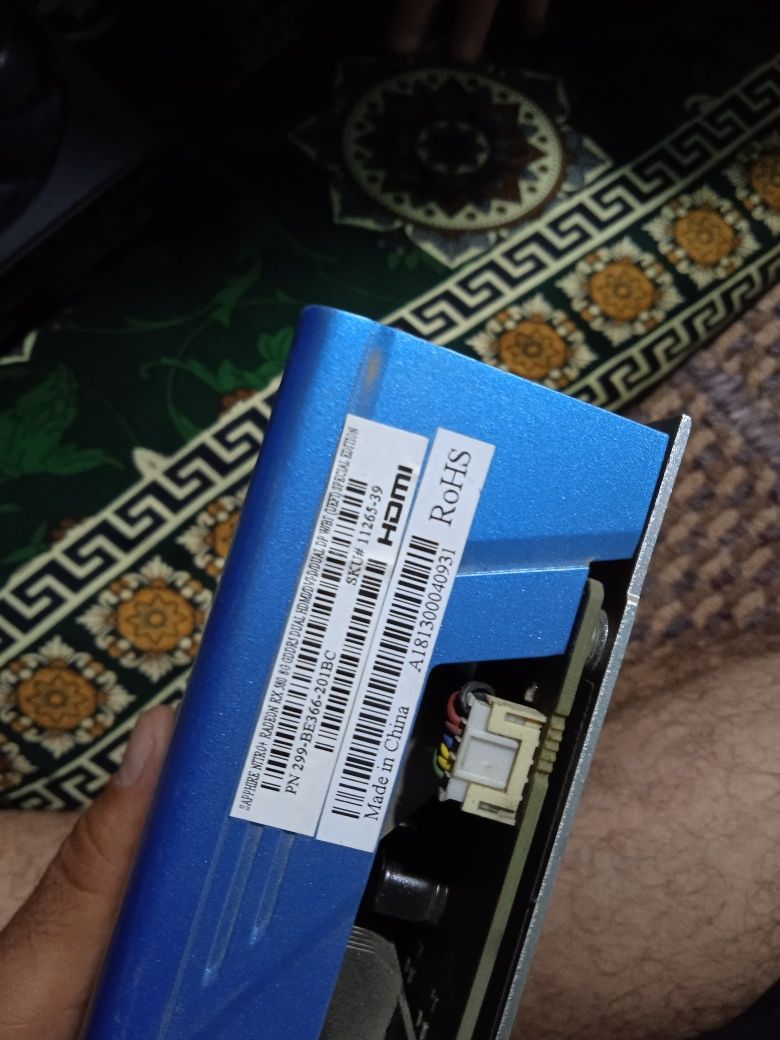 SAPPHIRE NITRO+ RADEON RX 580 8G GDDR5 DUAL HDMI/DVI-D/DUAL DP W/BP (UEFI) SPECIAL EDITION
SKU# 11265-39
PN 299-BE366-201BC
HDMI
A181300040931
Made in China
RoHS